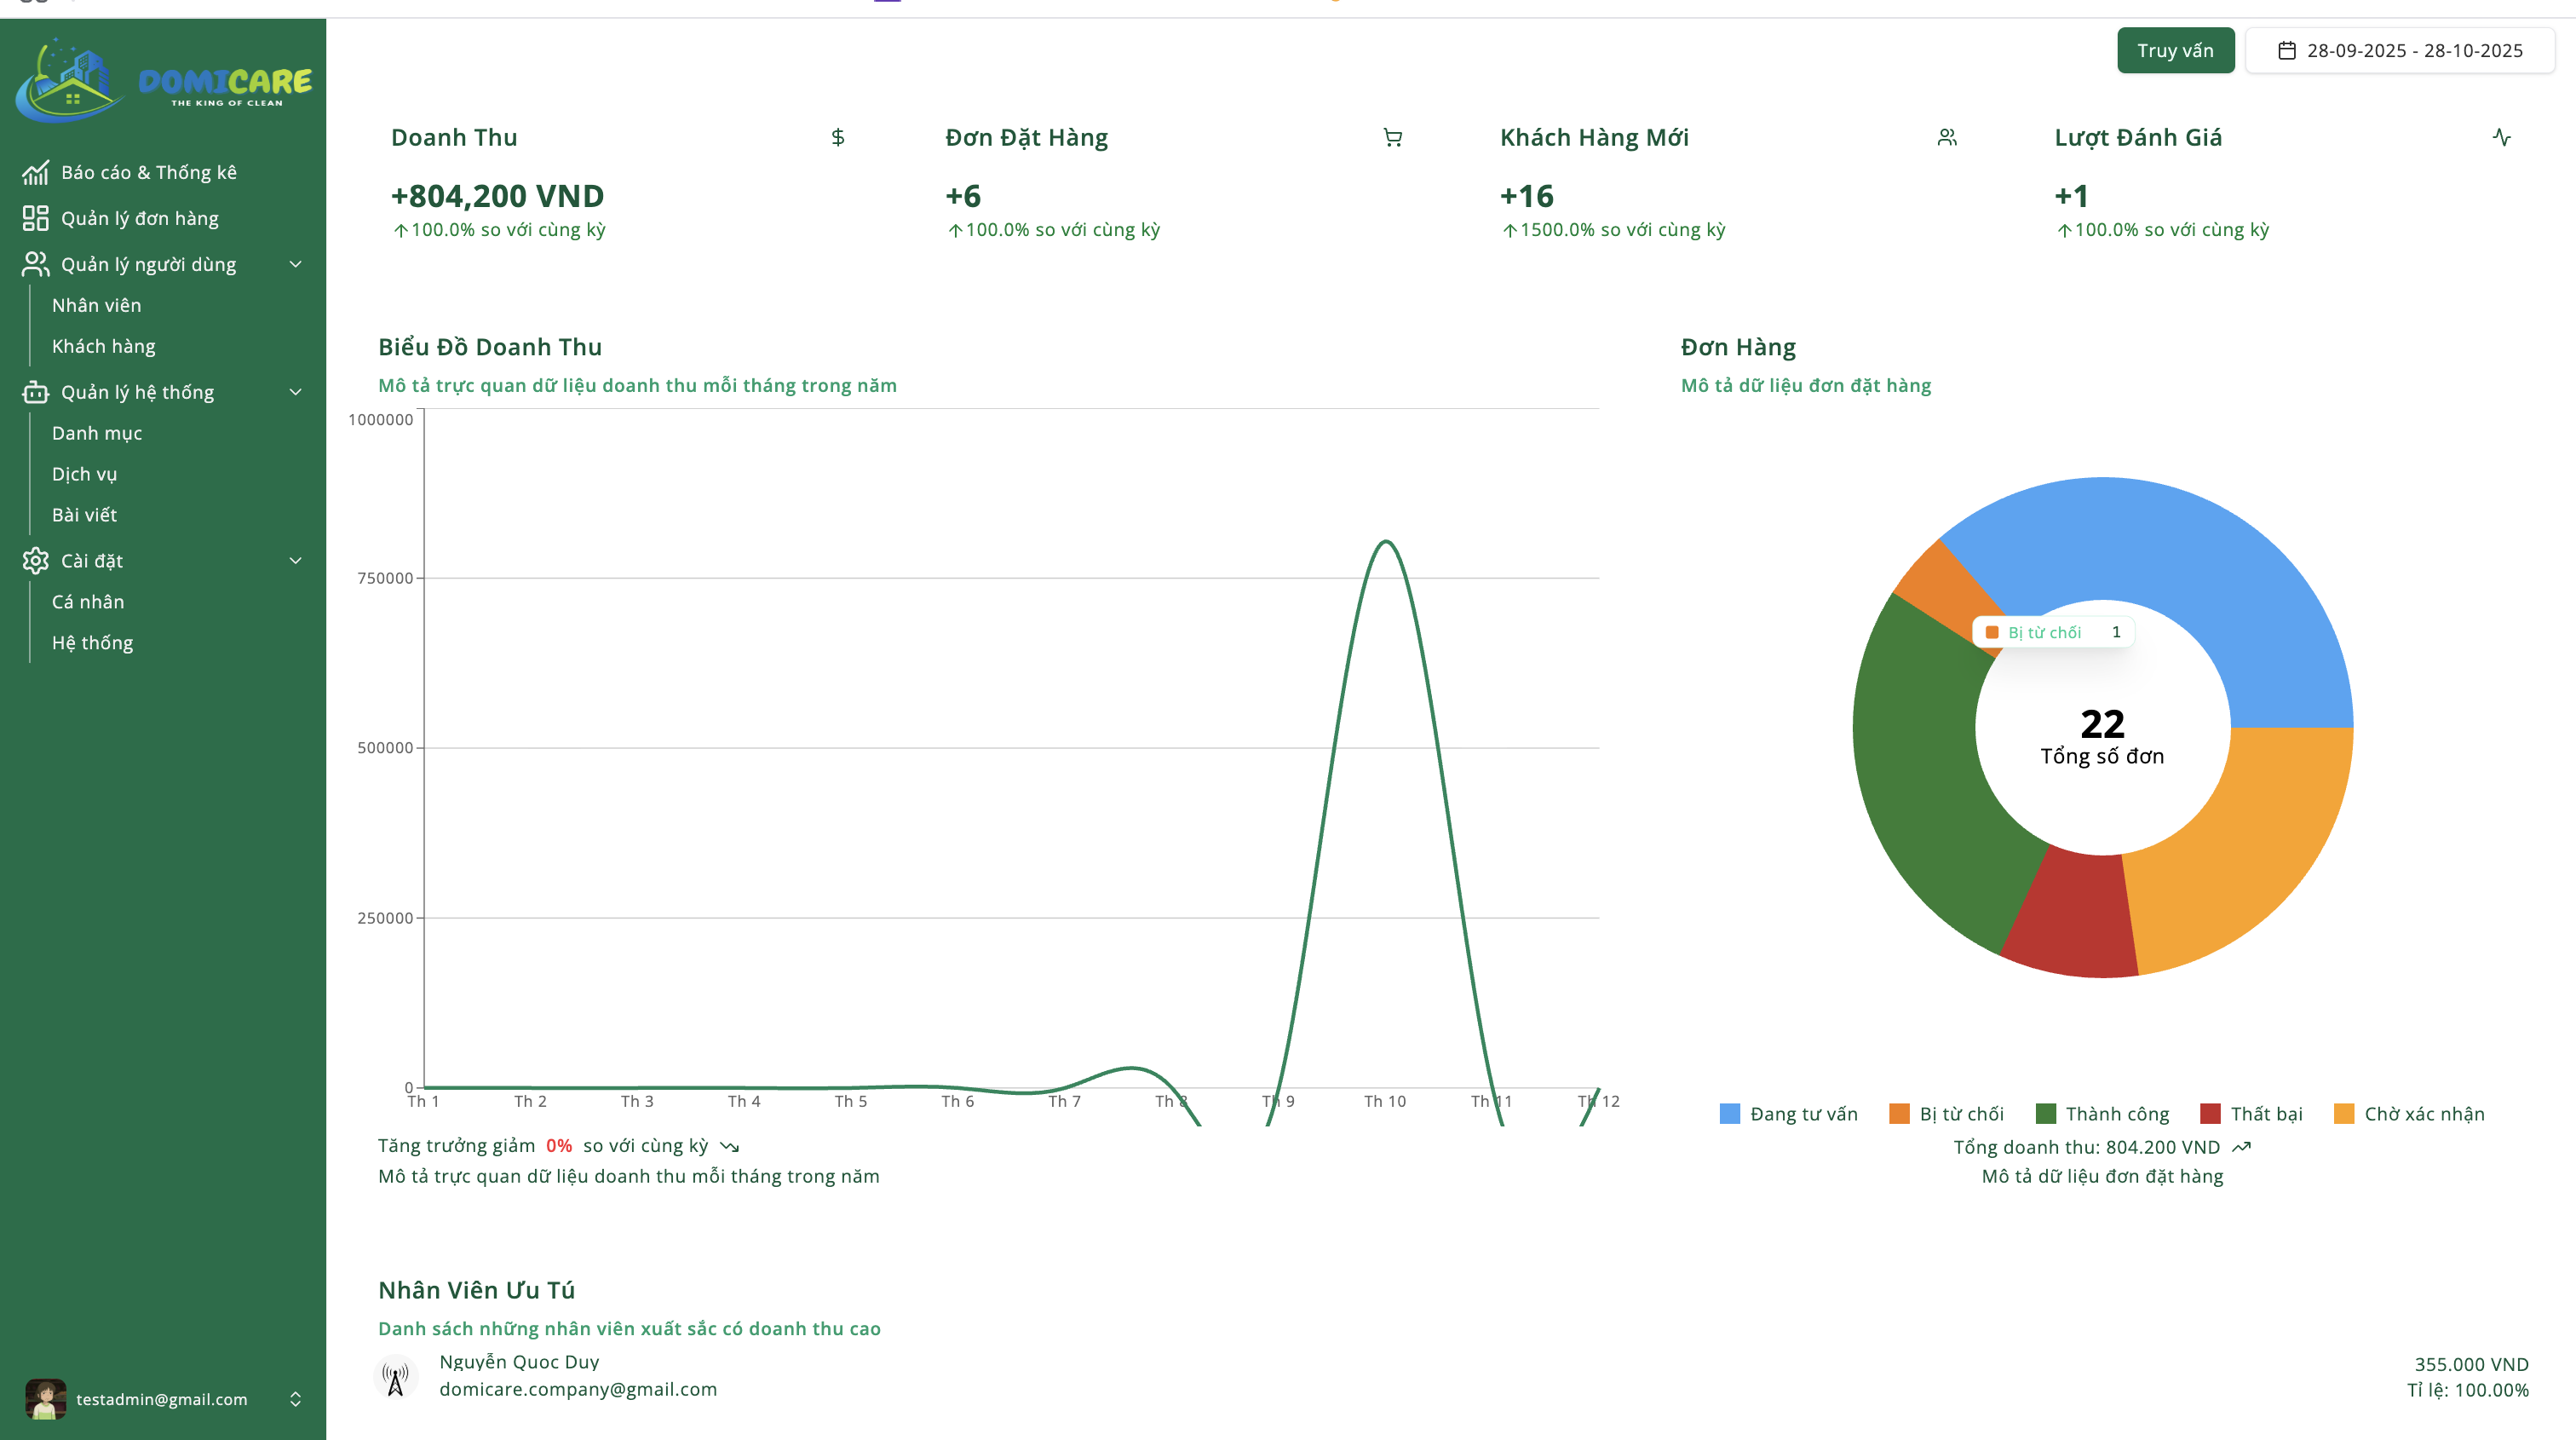 DOMICARE
THE KING OF CLEAN
Báo cáo & Thống kê
Quản lý đơn hàng
Quản lý người dùng
Nhân viên
Khách hàng
Quản lý hệ thống
Danh mục
Dịch vụ
Bài viết
Cài đặt
Cá nhân
Hệ thống
testadmin@gmail.com
Truy vấn
28-09-2025 - 28-10-2025
Doanh Thu
+804,200 VND
100.0% so với cùng kỳ
Đơn Đặt Hàng
+6
100.0% so với cùng kỳ
Khách Hàng Mới
+16
1500.0% so với cùng kỳ
Lượt Đánh Giá
+1
100.0% so với cùng kỳ
Biểu Đồ Doanh Thu
Mô tả trực quan dữ liệu doanh thu mỗi tháng trong năm
1000000
750000
500000
250000
0
Th 1 Th 2 Th 3 Th 4 Th 5 Th 6 Th 7 Th 8 Th 9 Th 10 Th 11 Th 12
Tăng trưởng giảm 0% so với cùng kỳ
Mô tả trực quan dữ liệu doanh thu mỗi tháng trong năm
Đơn Hàng
Mô tả dữ liệu đơn đặt hàng
Bị từ chối 1
22
Tổng số đơn
Đang tư vấn Bị từ chối Thành công Thất bại Chờ xác nhận
Tổng doanh thu: 804.200 VND
Mô tả dữ liệu đơn đặt hàng
Nhân Viên Ưu Tú
Danh sách những nhân viên xuất sắc có doanh thu cao
Nguyễn Quoc Duy
domicare.company@gmail.com
355.000 VND
Tỉ lệ: 100.00%